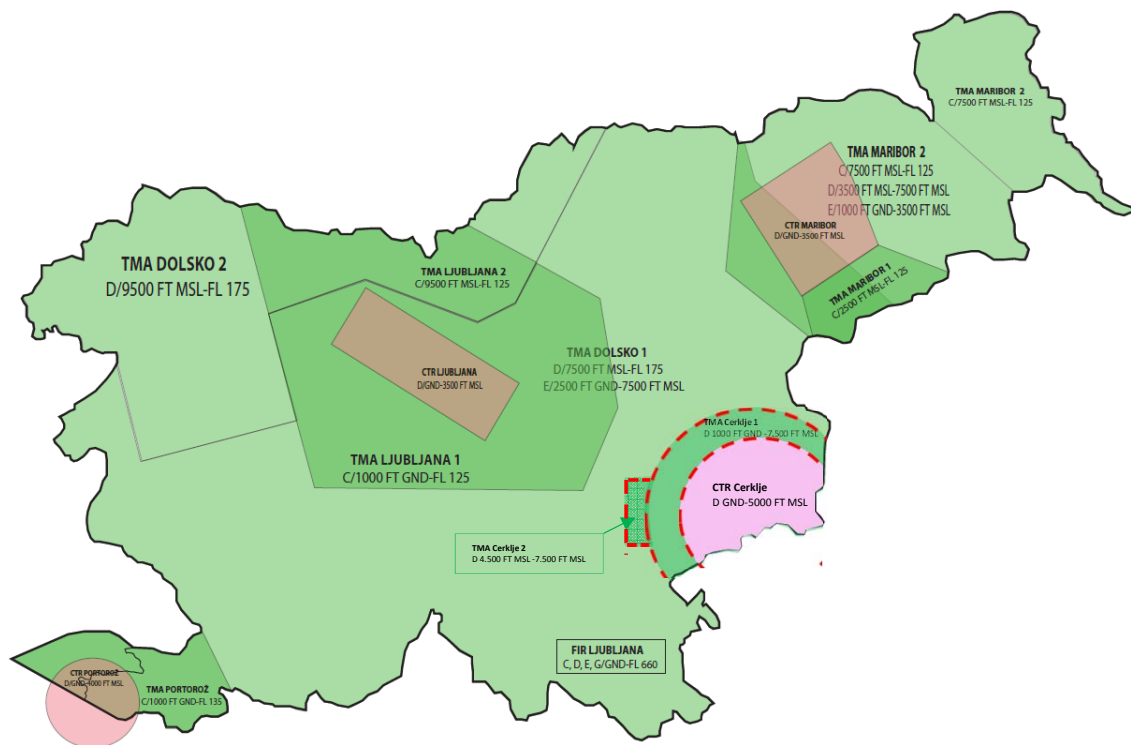 TMA MARIBOR 2
C/7500 FT MSL-FL 125
TMA MARIBOR 2
C/7500 FT MSL-FL 125
D/3500 FT MSL-7500 FT MSL
E/1000 FT GND-3500 FT MSL
CTR MARIBOR
D/GND-3500 FT MSL
TMA MARIBOR 1
C/2500 FT MSL-FL 125
TMA DOLSKO 2
D/9500 FT MSL-FL 175
TMA LJUBLJANA 2
C/9500 FT MSL-FL 125
CTR LJUBLJANA
D/GND-3500 FT MSL
TMA DOLSKO 1
D/7500 FT MSL-FL 175
E/2500 FT GND-7500 FT MSL
TMA LJUBLJANA 1
C/1000 FT GND-FL 125
TMA Cerklje 1
D 1000 FT GND -7.500 FT MSL
CTR Cerklje
D GND-5000 FT MSL
TMA Cerklje 2
D 4.500 FT MSL -7.500 FT MSL
FIR LJUBLJANA
C, D, E, G/GND-FL 660
CTR PORTOROŽ
D/GND-4000 FT MSL
TMA PORTOROŽ
C/1000 FT GND-FL 135